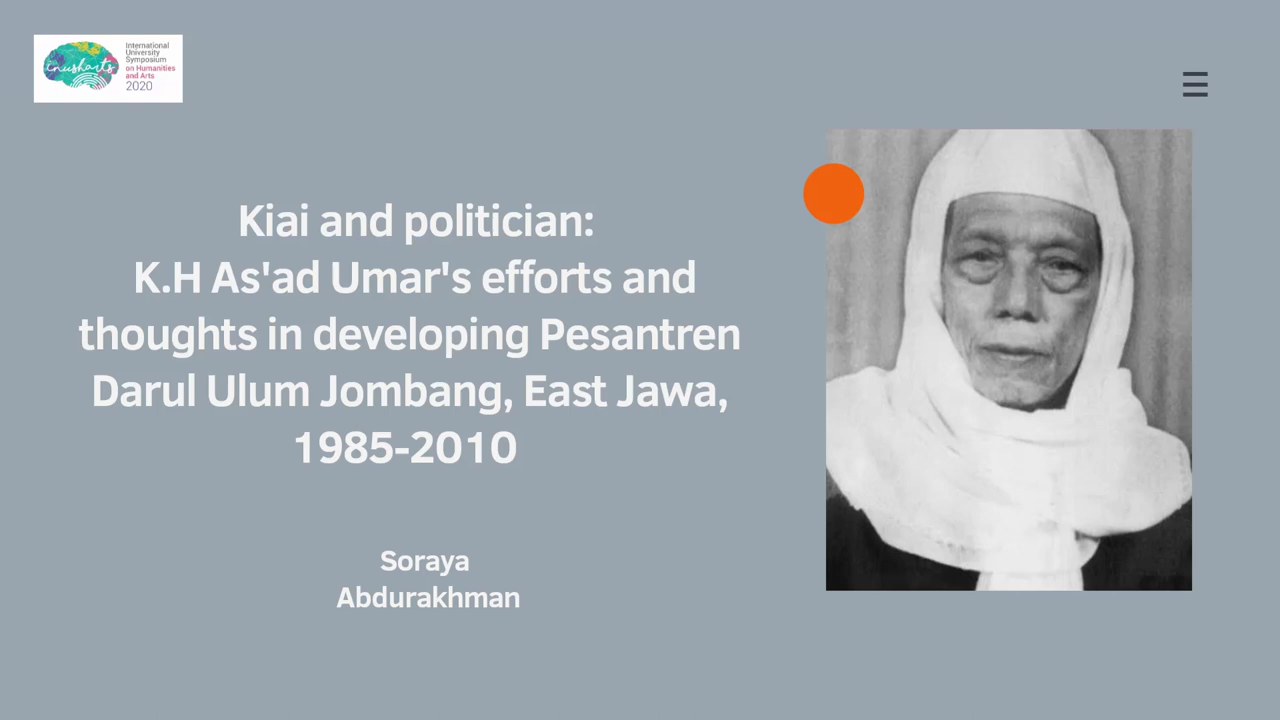 inusharts
International
University
Symposium
on Humanities
and Arts
2020
Kiai and politician:
K.H As'ad Umar's efforts and
thoughts in developing Pesantren
Darul Ulum Jombang, East Jawa,
1985-2010
Soraya
Abdurakhman